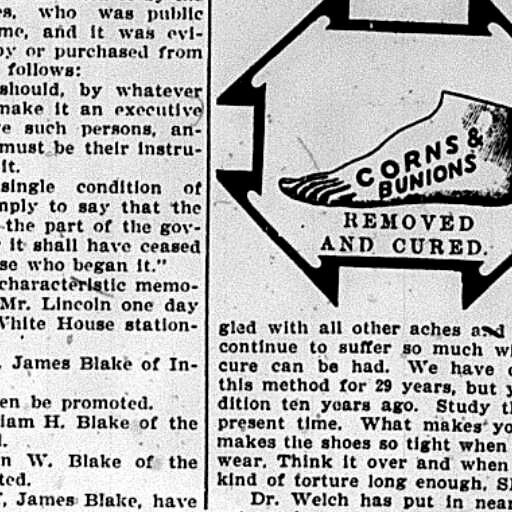 es, who was public
me, and it was evi-
by or purchased from
follows:
should, by whatever
make it an executive
e such persons, an-
must be their instru-
it.
single condition of
mply to say that the
the part of the gov-
it shall have ceased
se who began it."
characteristic memo-
Mr. Lincoln one day
White House station-
James Blake of In-
en be promoted.
liam H. Blake of the
d.
n W. Blake of the
ted.
James Blake, have
CORNS &
BUNIONS
REMOVED
AND CURED.
gled with all other aches and
continue to suffer so much wi
cure can be had. We have
this method for 29 years, but y
dition ten years ago. Study th
present time. What makes yo
makes the shoes so tight when
wear. Think it over and when
kind of torture long enough,
Dr. Welch has put in near